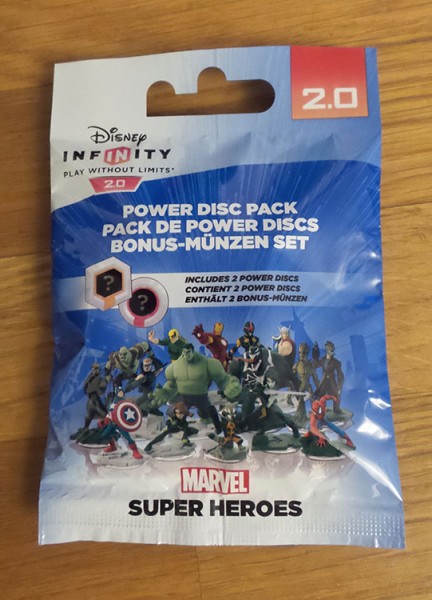 2.0
Disney
INFINITY
PLAY WITHOUT LIMITS
2.0
POWER DISC PACK
PACK DE POWER DISCS
BONUS-MÜNZEN SET
INCLUDES 2 POWER DISCS
CONTIENT 2 POWER DISCS
ENTHÄLT 2 BONUS-MÜNZEN
? ?
MARVEL
SUPER HEROES